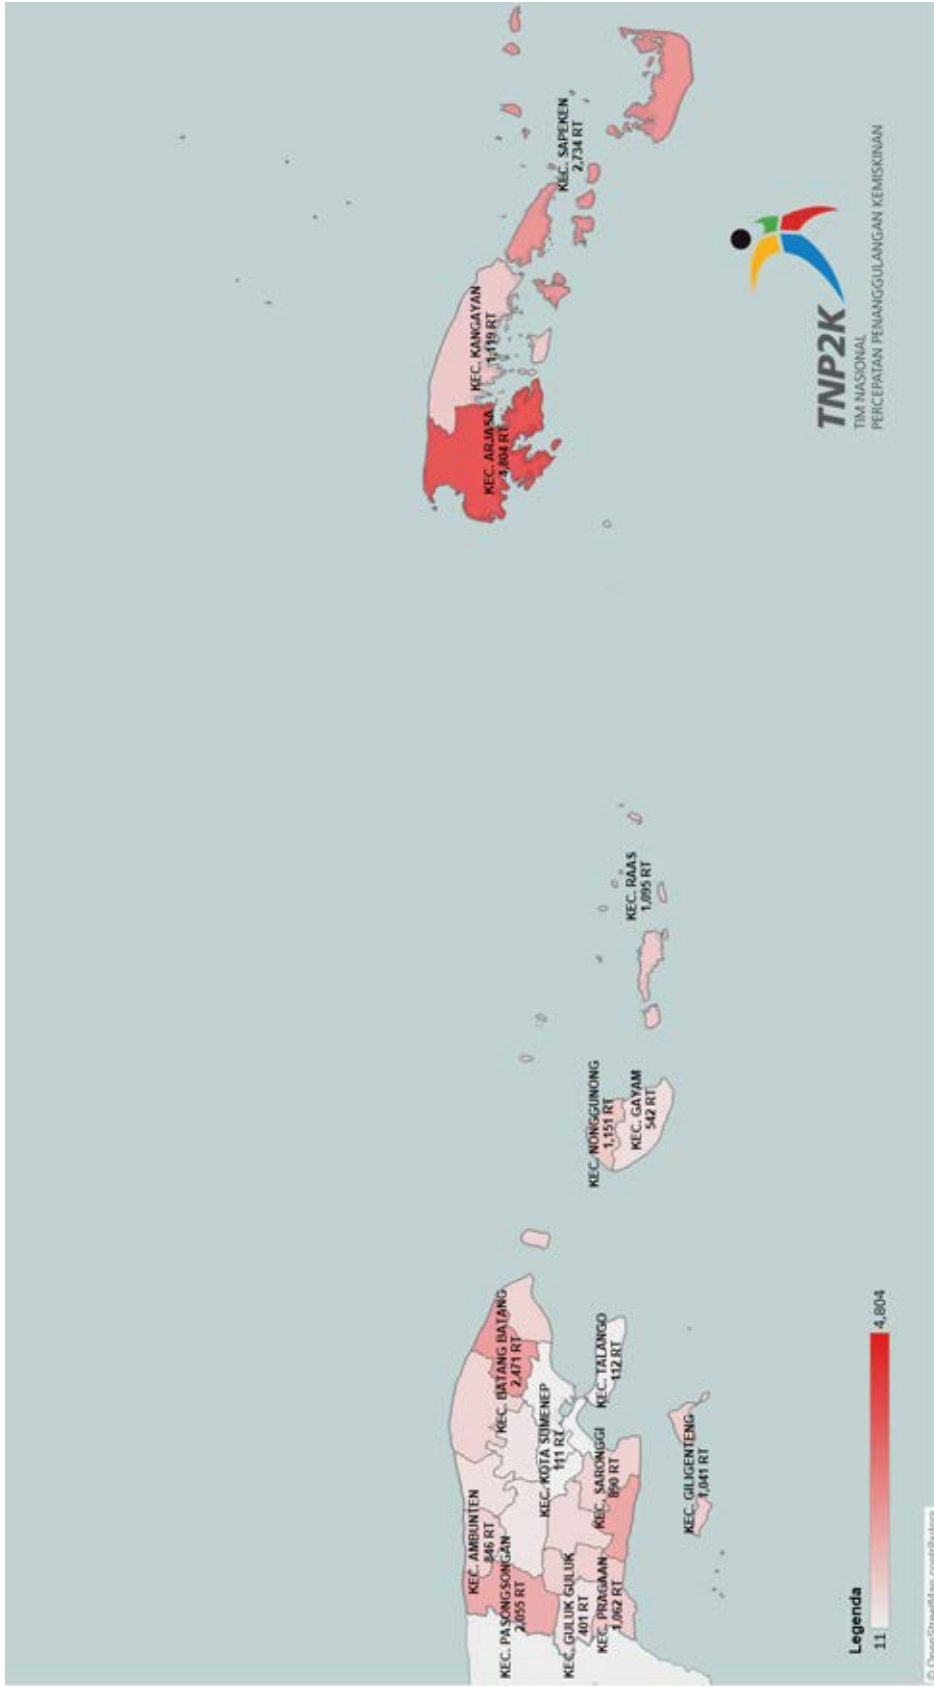 KEC. SAPEKEN
2,734 RT
KEC. KANGAYAN
1,119 RT
KEC. ARJASA
4,804 RT
KEC. RAAS
1,095 RT
KEC. NONGGUNONG
1,151 RT
KEC. GAYAM
542 RT
KEC. BATANG BATANG
2,471 RT
KEC. TALANGO
112 RT
KEC. KOTA SUMENEP
111 RT
KEC. SARONGGI
890 RT
KEC. GILIGENTENG
1,041 RT
KEC. AMBUNTEN
846 RT
KEC. PASONGSONGAN
2,055 RT
KEC. GULUK GULUK
401 RT
KEC. PRAGAAN
1,062 RT
TNP2K
TIM NASIONAL
PERCEPATAN PENANGGULANGAN KEMISKINAN
Legenda
11
4,804
© OpenStreetMap contributors